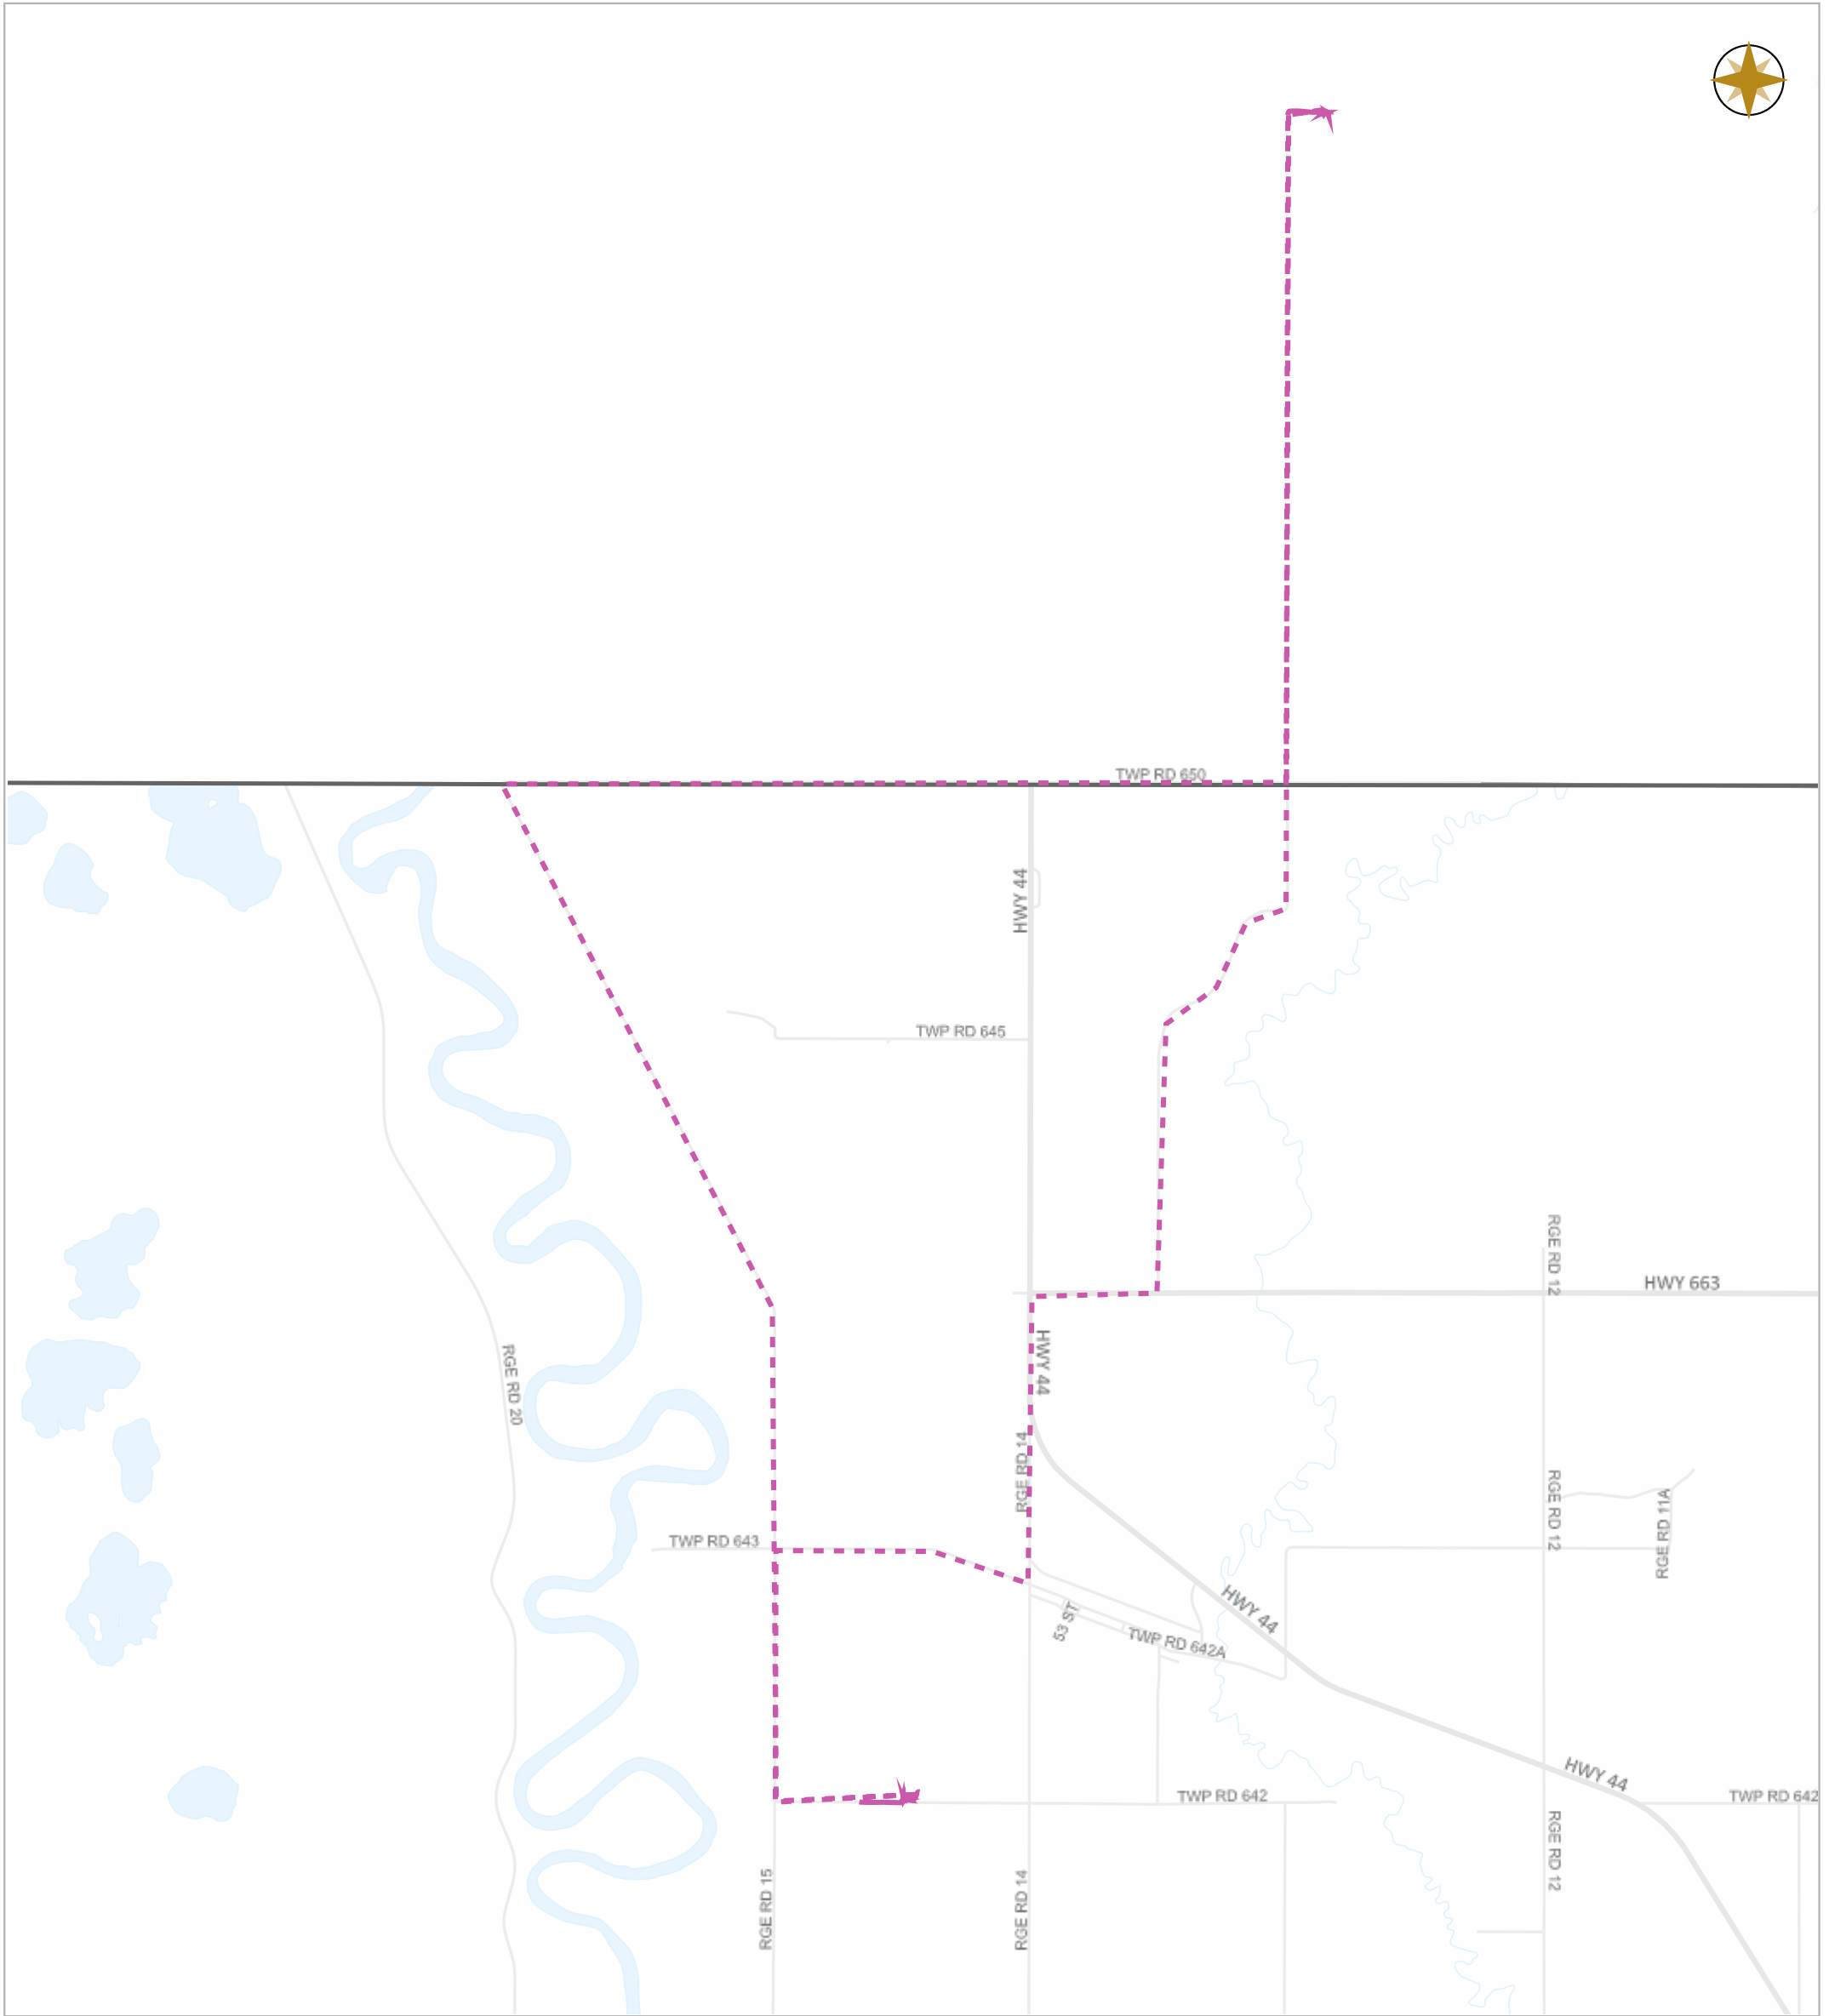 TWP RD 650
HWY 44
TWP RD 645
RGE RD 12
HWY 663
HWY 44
RGE RD 20
RGE RD 14
RGE RD 12
RGE RD 11A
TWP RD 643
53 ST
HWY 44
TWP RD 642A
HWY 44
TWP RD 642
TWP RD 642
RGE RD 12
RGE RD 15
RGE RD 14